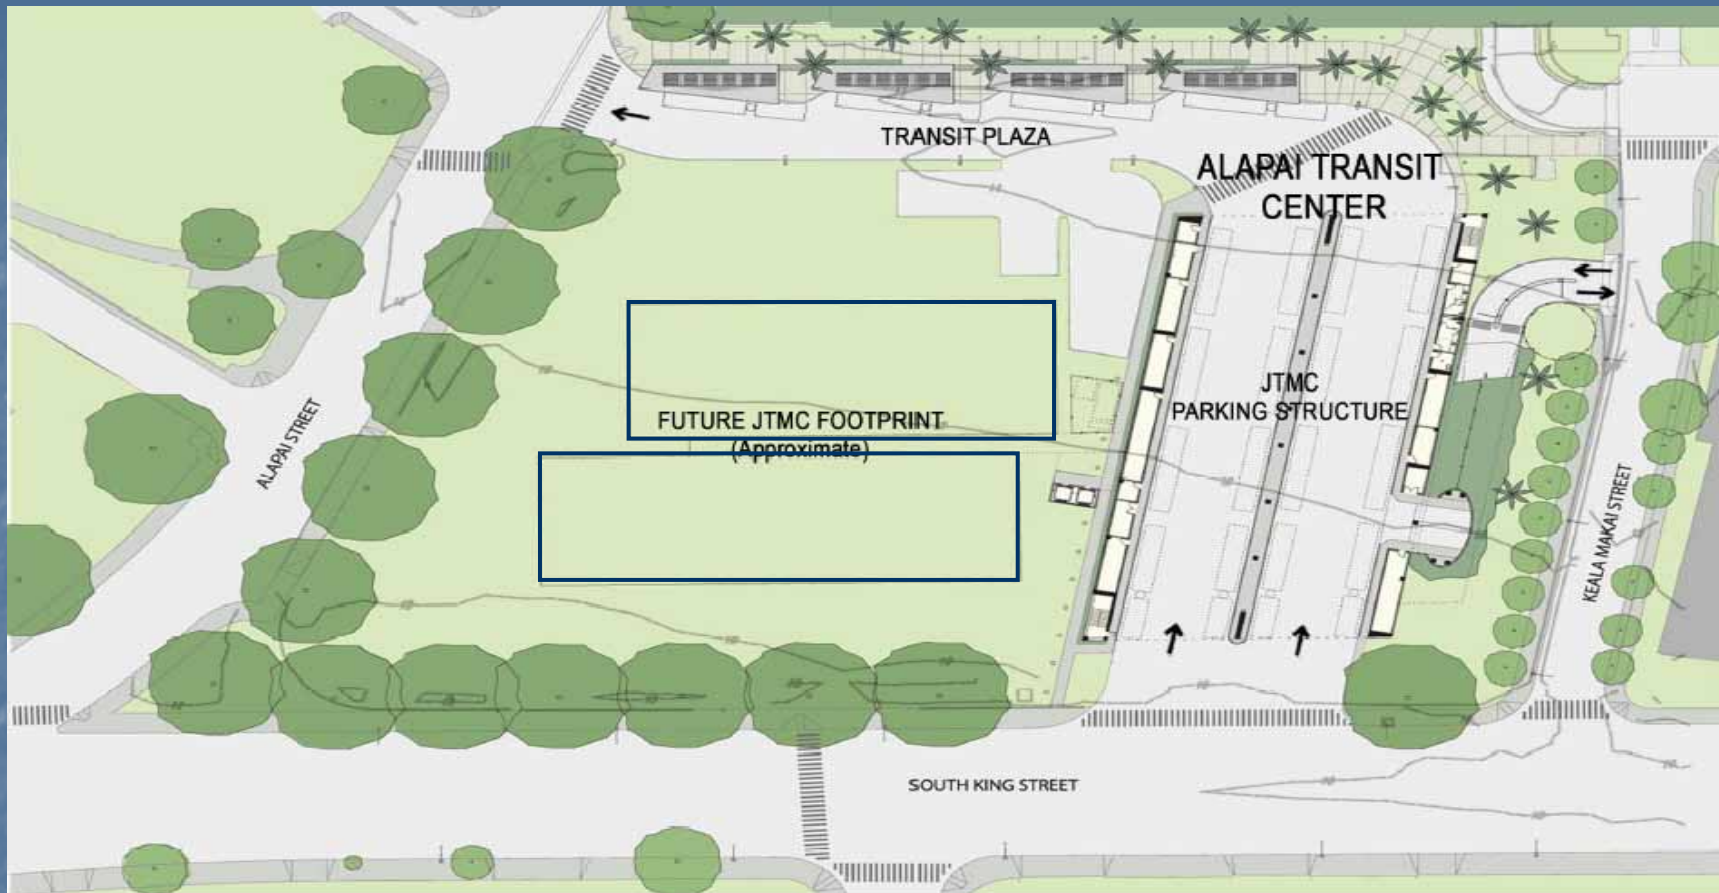 TRANSIT PLAZA
ALAPAI TRANSIT
CENTER
JTMC
PARKING STRUCTURE
FUTURE JTMC FOOTPRINT
(Approximate)
ALAPAI STREET
KEALA MAKAI STREET
SOUTH KING STREET